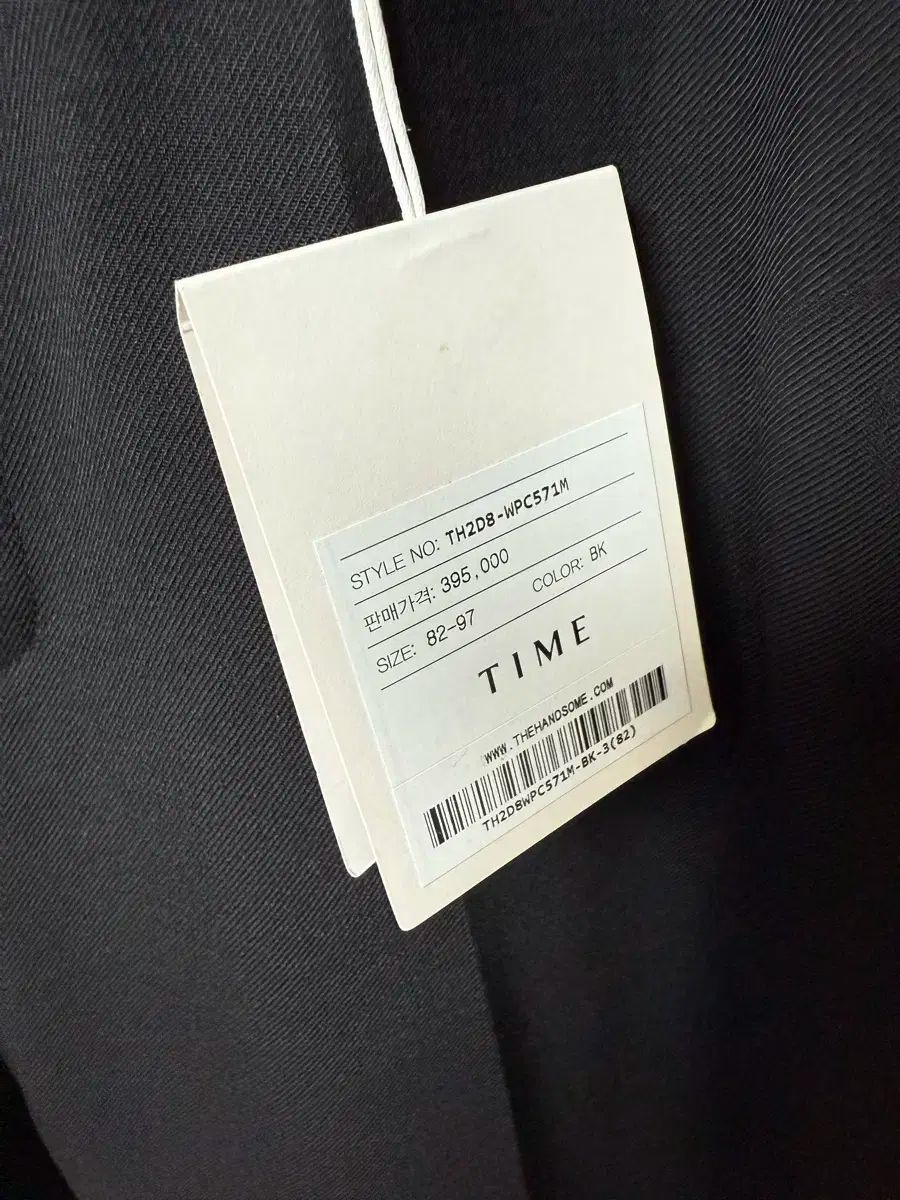 STYLE NO: TH2D8-WPC571M
판매가격: 395,000
SIZE: 82-97 COLOR: BK
TIME
WWW.THEHANDSOME.COM
TH2D8WPC571M-BK-3(82)